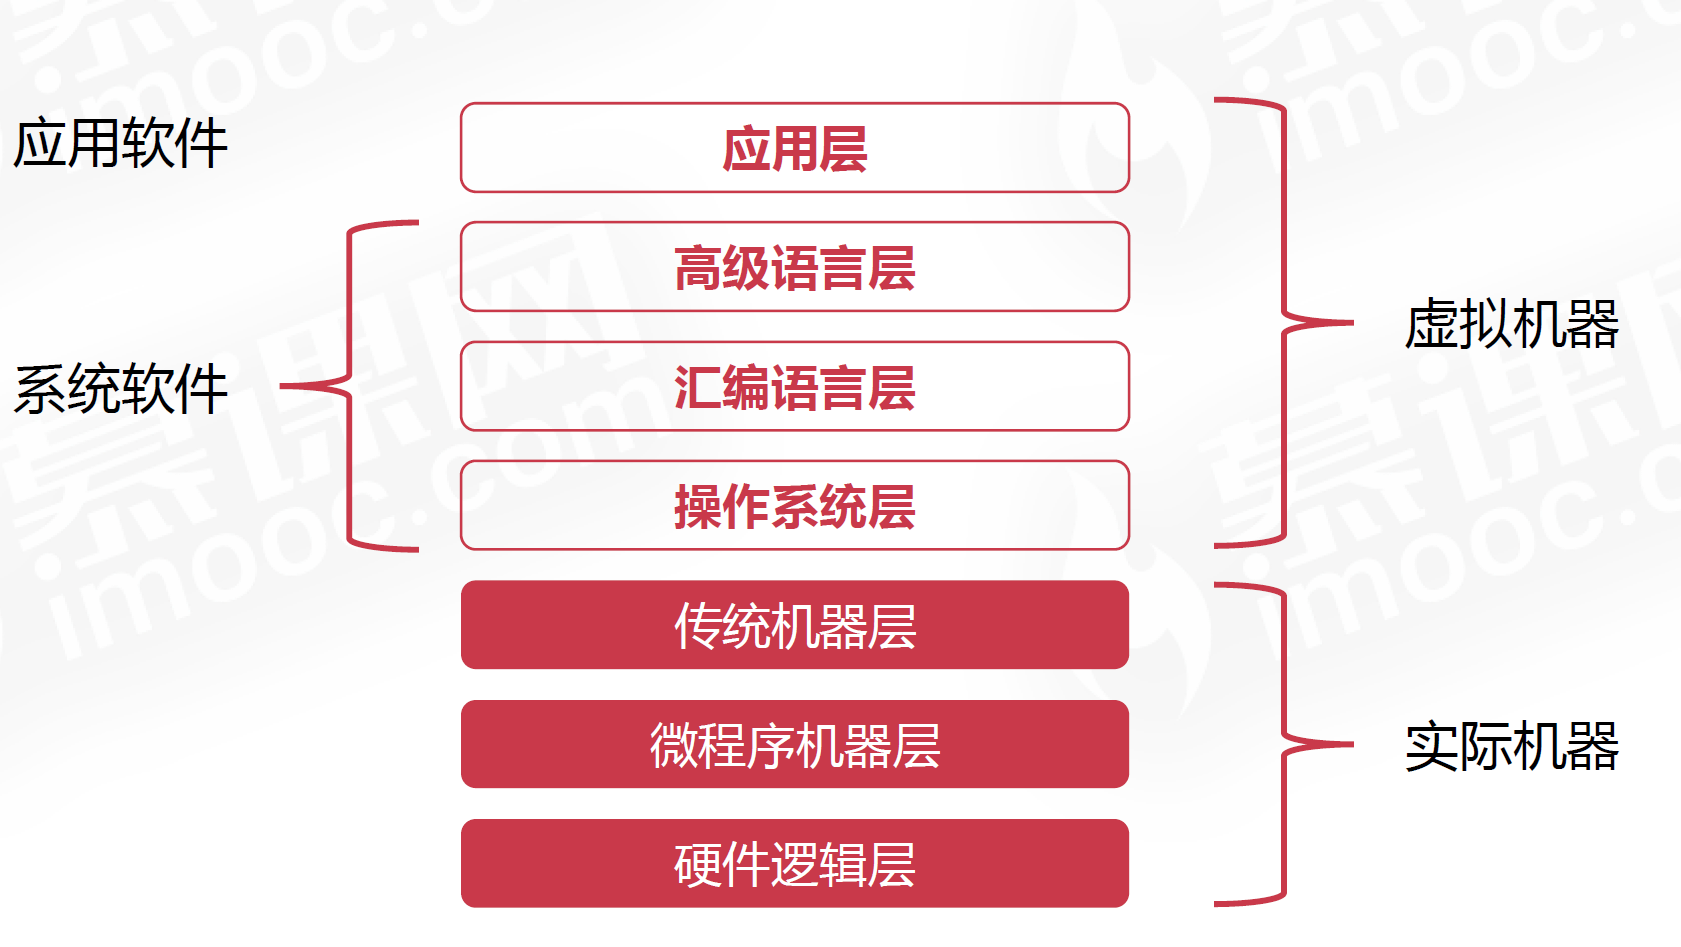 应用软件
应用层
高级语言层
虚拟机器
系统软件
汇编语言层
操作系统层
传统机器层
微程序机器层
实际机器
硬件逻辑层
慕课网
imooc.com